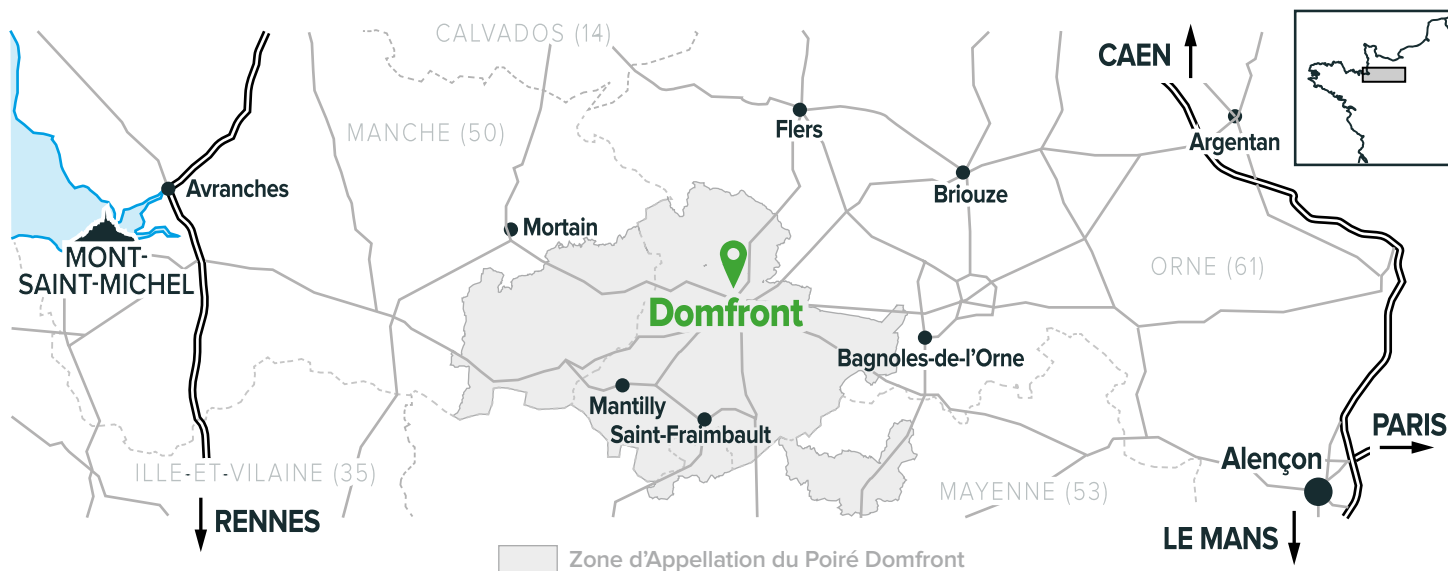 CALVADOS (14)
CAEN
MANCHE (50)
Flers
Argentan
Avranches
Briouze
Mortain
MONT-
SAINT-MICHEL
ORNE (61)
Domfront
Bagnoles-de-l'Orne
Mantilly
Saint-Fraimbault
PARIS
Alençon
ILLE-ET-VILAINE (35)
MAYENNE (53)
RENNES
LE MANS
Zone d'Appellation du Poiré Domfront